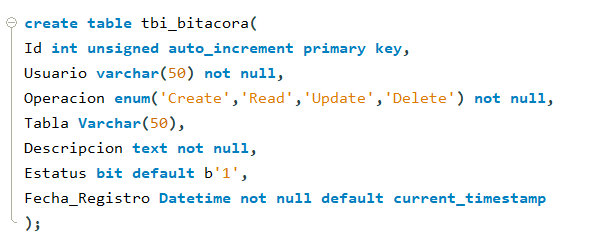 create table tbi_bitacora(
Id int unsigned auto_increment primary key,
Usuario varchar(50) not null,
Operacion enum('Create','Read','Update','Delete') not null,
Tabla Varchar(50),
Descripcion text not null,
Estatus bit default b'1',
Fecha_Registro Datetime not null default current_timestamp
);